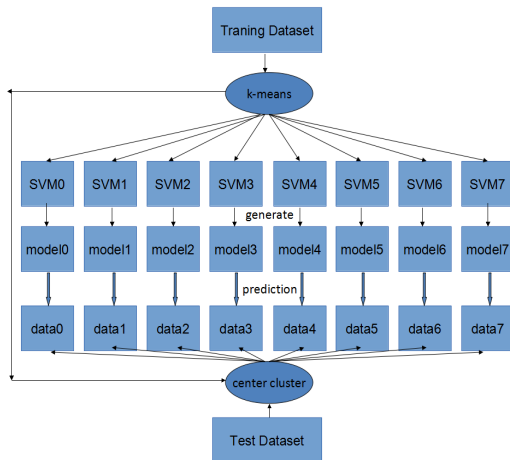 Traning Dataset
k-means
SVM0 SVM1 SVM2 SVM3 SVM4 SVM5 SVM6 SVM7
generate
model0 model1 model2 model3 model4 model5 model6 model7
prediction
data0 data1 data2 data3 data4 data5 data6 data7
center cluster
Test Dataset